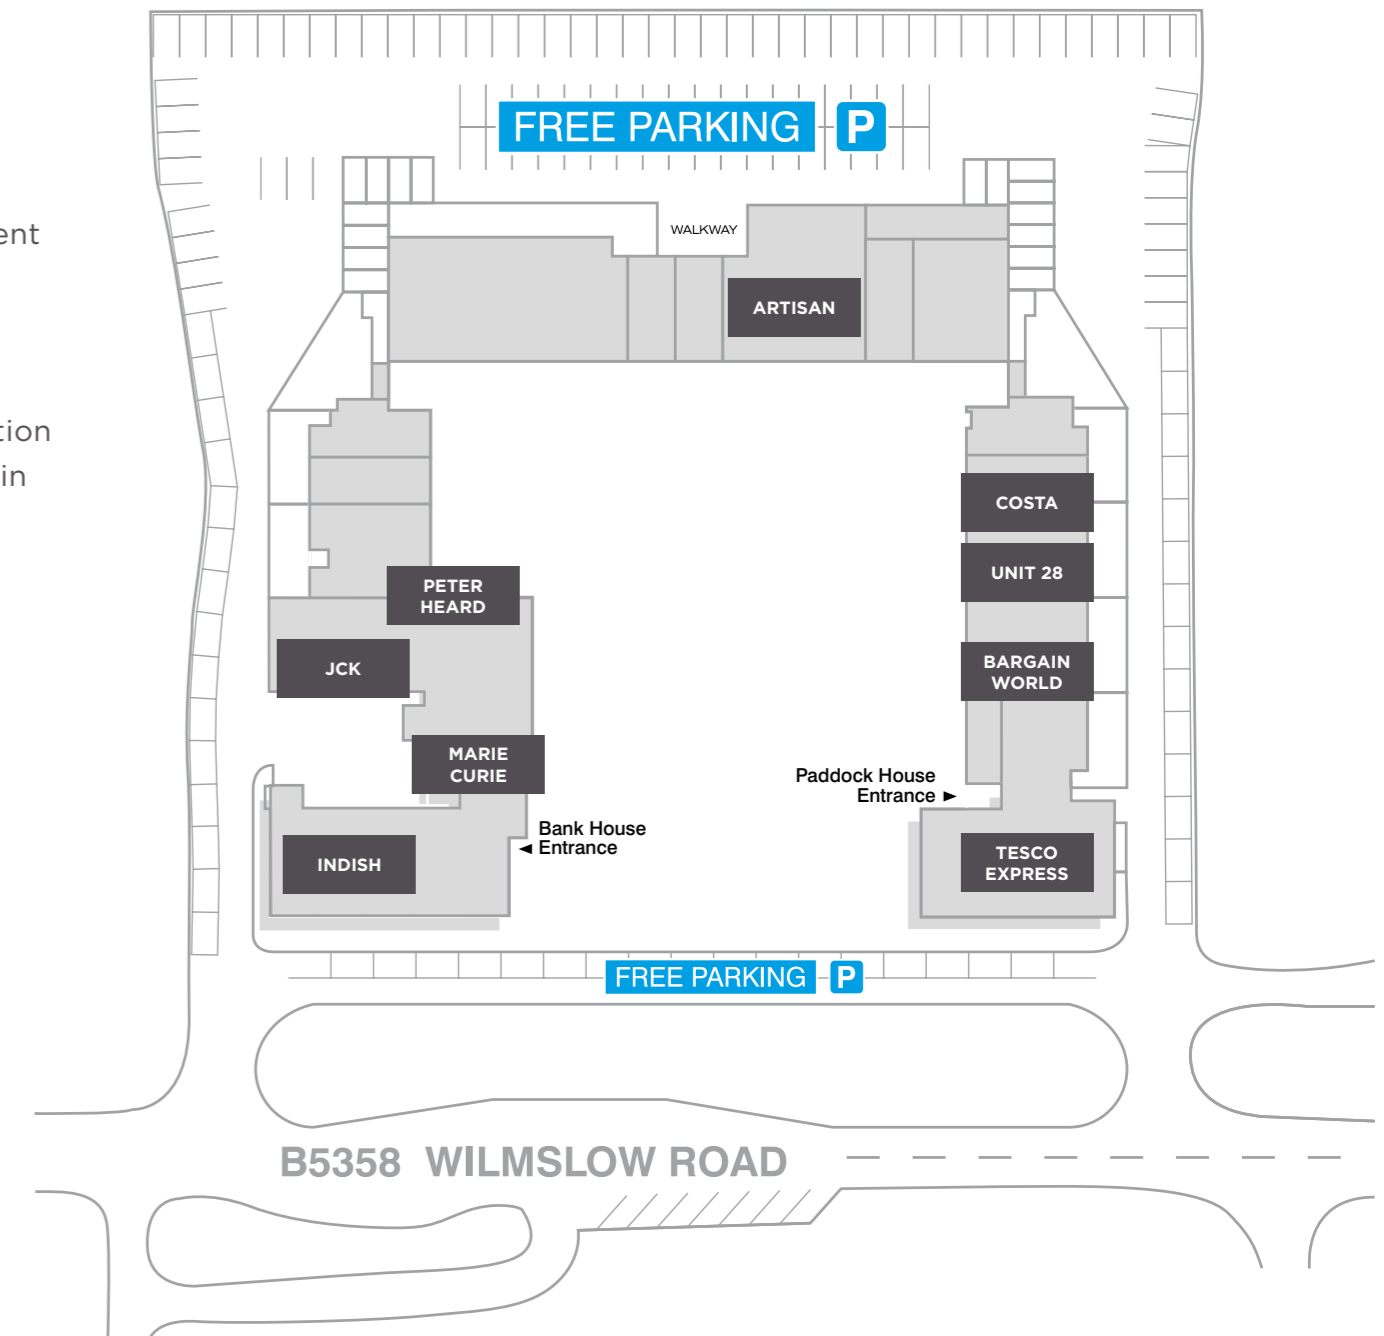 FREE PARKING P
WALKWAY
ent
ARTISAN
tion
in
COSTA
UNIT 28
PETER
HEARD
JCK
BARGAIN
WORLD
MARIE
CURIE
Paddock House
Entrance ►
Bank House
◄ Entrance
INDISH
TESCO
EXPRESS
FREE PARKING P
B5358 WILMSLOW ROAD